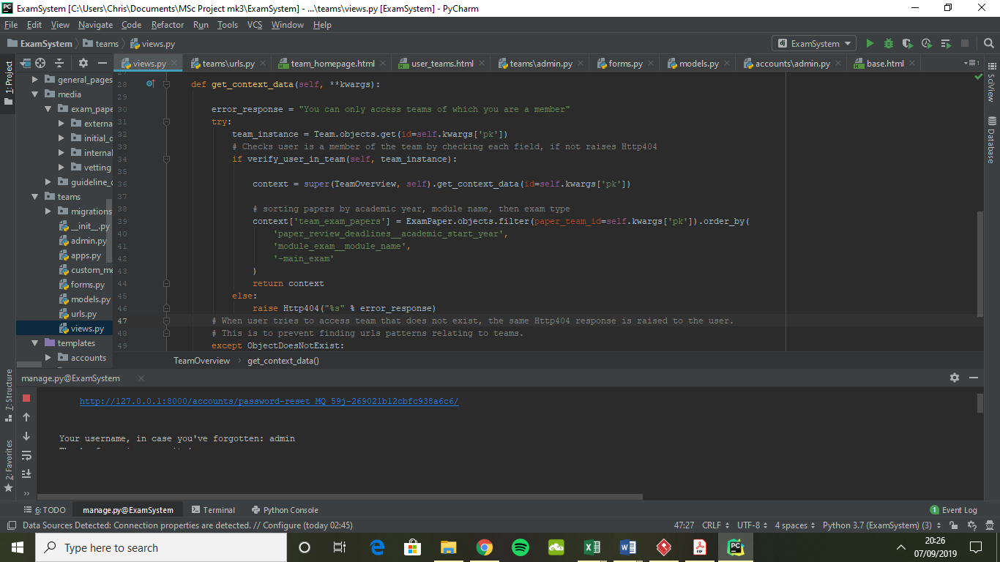 ExamSystem [C:\Users\Chris\Documents\MSc Project mk3\ExamSystem] - ...\teams\views.py [ExamSystem] - PyCharm
File Edit View Navigate Code Refactor Run Tools VCS Window Help
ExamSystem teams views.py
ExamSystem
1: Project
views.py teams\urls.py team_homepage.html user_teams.html teams\admin.py forms.py models.py accounts\admin.py base.html
general_pages
media
exam_pape
externa
initial_c
internal
vetting
guideline_c
teams
migrations
__init__.py
admin.py
apps.py
custom_me
forms.py
models.py
urls.py
views.py
templates
accounts
28 def get_context_data(self, **kwargs):
29
30 error_response = "You can only access teams of which you are a member"
31 try:
32 team_instance = Team.objects.get(id=self.kwargs['pk'])
33 # Checks user is a member of the team by checking each field, if not raises Http404
34 if verify_user_in_team(self, team_instance):
35
36 context = super(TeamOverview, self).get_context_data(id=self.kwargs['pk'])
37
38 # sorting papers by academic year, module name, then exam type
39 context['team_exam_papers'] = ExamPaper.objects.filter(paper_team_id=self.kwargs['pk']).order_by(
40 'paper_review_deadlines__academic_start_year',
41 'module_exam__module_name',
42 '-main_exam'
43 )
44 return context
45 else:
46 raise Http404("%s" % error_response)
47 # When user tries to access team that does not exist, the same Http404 response is raised to the user.
48 # This is to prevent finding urls patterns relating to teams.
49 except ObjectDoesNotExist:
TeamOverview get_context_data()
SciView
Database
manage.py@ExamSystem
7: Structure
2: Favorites
http://127.0.0.1:8000/accounts/password-reset_MQ_59j-269021b12cbfc938a6c6/
Your username, in case you've forgotten: admin
6: TODO manage.py@ExamSystem Terminal Python Console 1 Event Log
Data Sources Detected: Connection properties are detected. // Configure (today 02:45) 47:27 CRLF UTF-8 4 spaces Python 3.7 (ExamSystem) (3)
Type here to search
20:26
07/09/2019